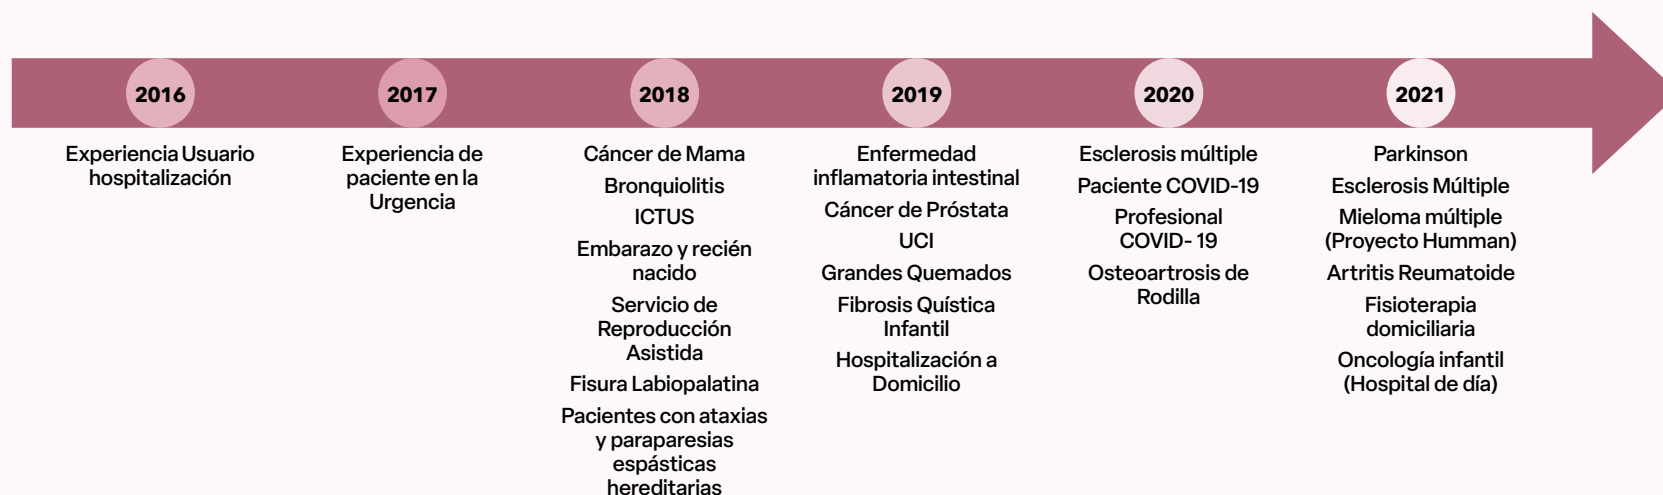 2016
2017
2018
2019
2020
2021
Experiencia Usuario
hospitalización
Experiencia de
paciente en la
Urgencia
Cáncer de Mama
Bronquiolitis
ICTUS
Embarazo y recién
nacido
Servicio de
Reproducción
Asistida
Fisura Labiopalatina
Pacientes con ataxias
y paraparesias
espásticas
hereditarias
Enfermedad
inflamatoria intestinal
Cáncer de Próstata
UCI
Grandes Quemados
Fibrosis Quística
Infantil
Hospitalización a
Domicilio
Esclerosis múltiple
Paciente COVID-19
Profesional
COVID- 19
Osteoartrosis de
Rodilla
Parkinson
Esclerosis Múltiple
Mieloma múltiple
(Proyecto Humman)
Artritis Reumatoide
Fisioterapia
domiciliaria
Oncología infantil
(Hospital de día)